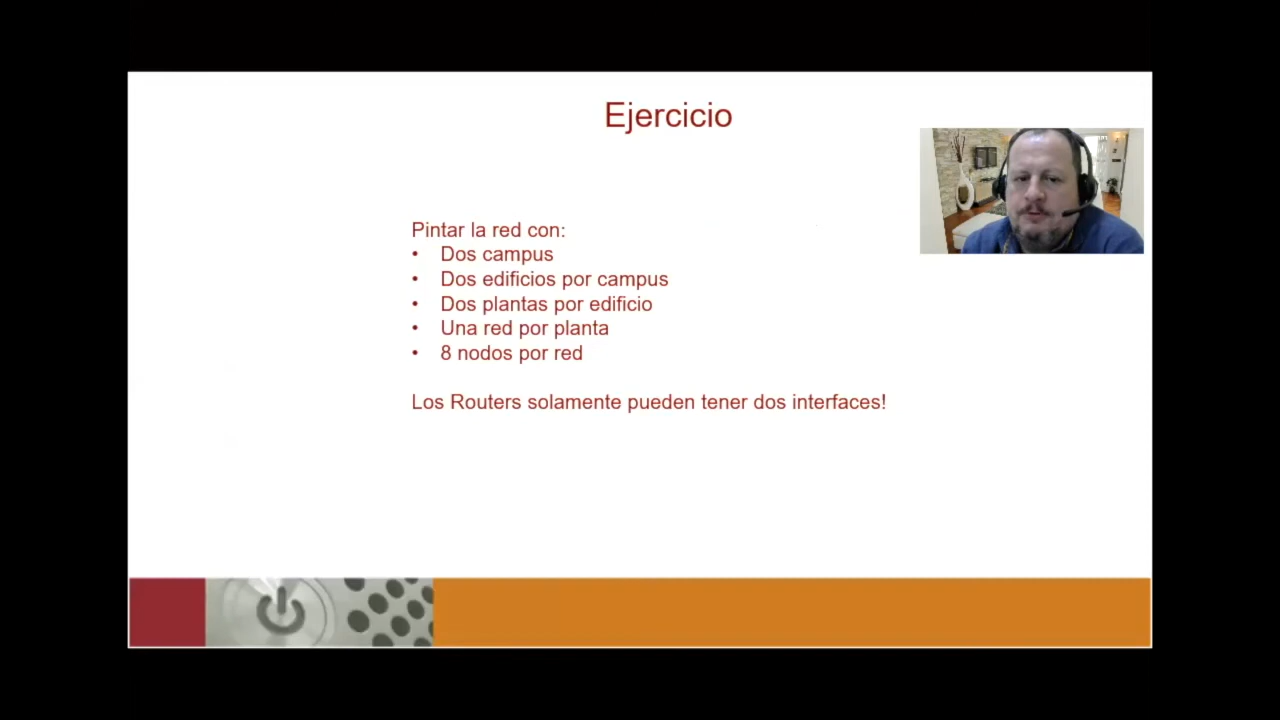 Ejercicio
Pintar la red con:
• Dos campus
• Dos edificios por campus
• Dos plantas por edificio
• Una red por planta
• 8 nodos por red
Los Routers solamente pueden tener dos interfaces!